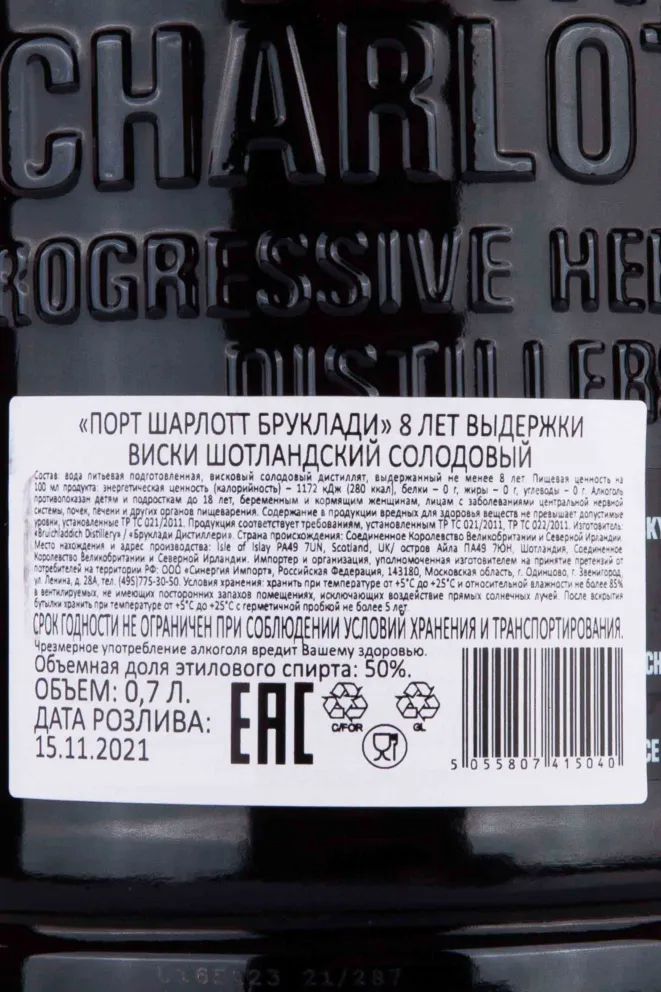 CHARLOT
ROGRESSIVE HE
DISTILLERS
«ПОРТ ШАРЛОТТ БРУКЛАДИ» 8 ЛЕТ ВЫДЕРЖКИ
ВИСКИ ШОТЛАНДСКИЙ СОЛОДОВЫЙ
Состав: вода питьевая подготовленная, висковый солодовый дистиллят, выдержанный не менее 8 лет. Пищевая ценность на
100 мл продукта: энергетическая ценность (калорийность) – 1172 кДж (280 ккал), белки – 0 г, жиры – 0 г, углеводы – 0 г. Алкоголь
противопоказан детям и подросткам до 18 лет, беременным и кормящим женщинам, лицам с заболеваниями центральной нервной
системы, почек, печени и других органов пищеварения. Содержание в продукции вредных для здоровья веществ не превышает допустимые
уровни, установленные ТР ТС 021/2011. Продукция соответствует требованиям, установленным ТР ТС 021/2011, ТР ТС 022/2011. Изготовитель:
«Bruichladdich Distillery» / «Бруклади Дистиллери». Страна происхождения: Соединенное Королевство Великобритании и Северной Ирландии.
Место нахождения и адрес производства: Isle of Islay PA49 7UN, Scotland, UK/ остров Айла ПА49 7ЮН, Шотландия, Соединенное
Королевство Великобритании и Северной Ирландии. Импортер и организация, уполномоченная изготовителем на принятие претензий от
потребителей на территории РФ: ООО «Синергия Импорт», Российская Федерация, 143180, Московская область, г. Одинцово, г. Звенигород,
ул. Ленина, д. 28А, тел. (495)775-30-50. Условия хранения: хранить при температуре от +5°С до +25°С и относительной влажности не более 85%
в вентилируемых, не имеющих посторонних запахов помещениях, исключающих воздействие прямых солнечных лучей. После вскрытия
бутылки хранить при температуре от +5°С до +25°С с герметичной пробкой не более 5 лет.
СРОК ГОДНОСТИ НЕ ОГРАНИЧЕН ПРИ СОБЛЮДЕНИИ УСЛОВИЙ ХРАНЕНИЯ И ТРАНСПОРТИРОВАНИЯ.
Чрезмерное употребление алкоголя вредит Вашему здоровью.
Объемная доля этилового спирта: 50%.
ОБЪЕМ: 0,7 Л.
ДАТА РОЗЛИВА:
15.11.2021
EAC
C/FOR
GL
5 055807 415040
KY
CH
CE
21/287